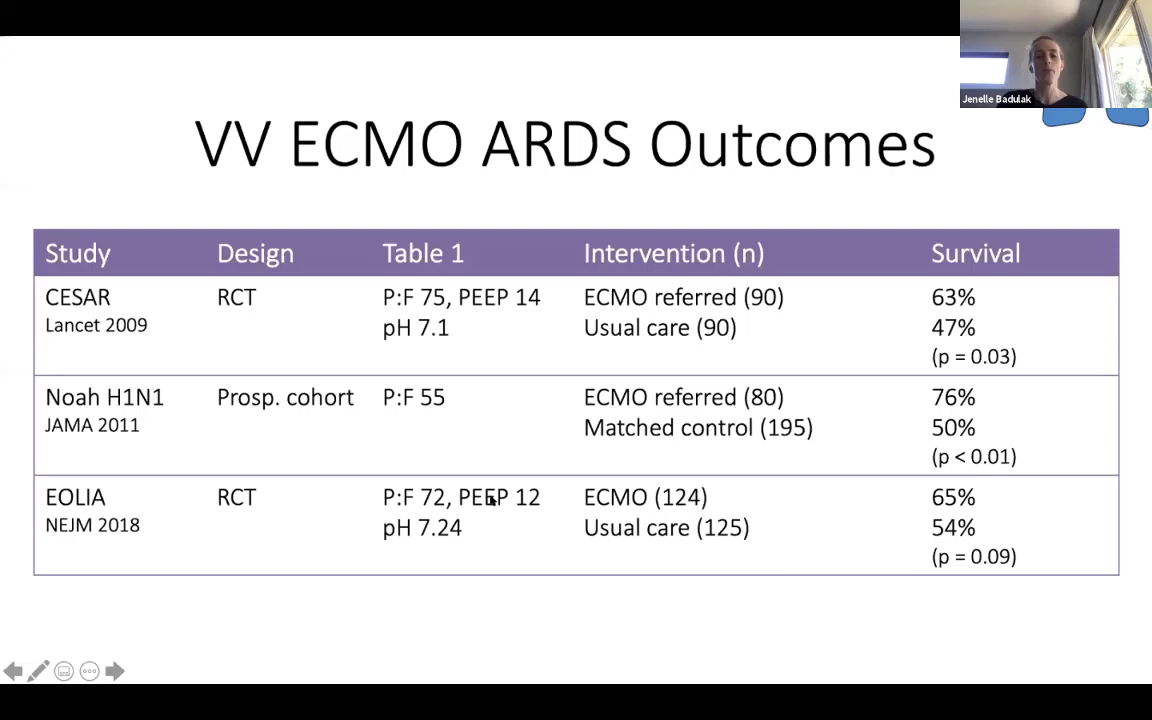 Jenelle Badulak
VV ECMO ARDS Outcomes
Study Design Table 1 Intervention (n) Survival
CESAR RCT P:F 75, PEEP 14 ECMO referred (90) 63%
Lancet 2009 pH 7.1 Usual care (90) 47%
(p = 0.03)
Noah H1N1 Prosp. cohort P:F 55 ECMO referred (80) 76%
JAMA 2011 Matched control (195) 50%
(p < 0.01)
EOLIA RCT P:F 72, PEEP 12 ECMO (124) 65%
NEJM 2018 pH 7.24 Usual care (125) 54%
(p = 0.09)